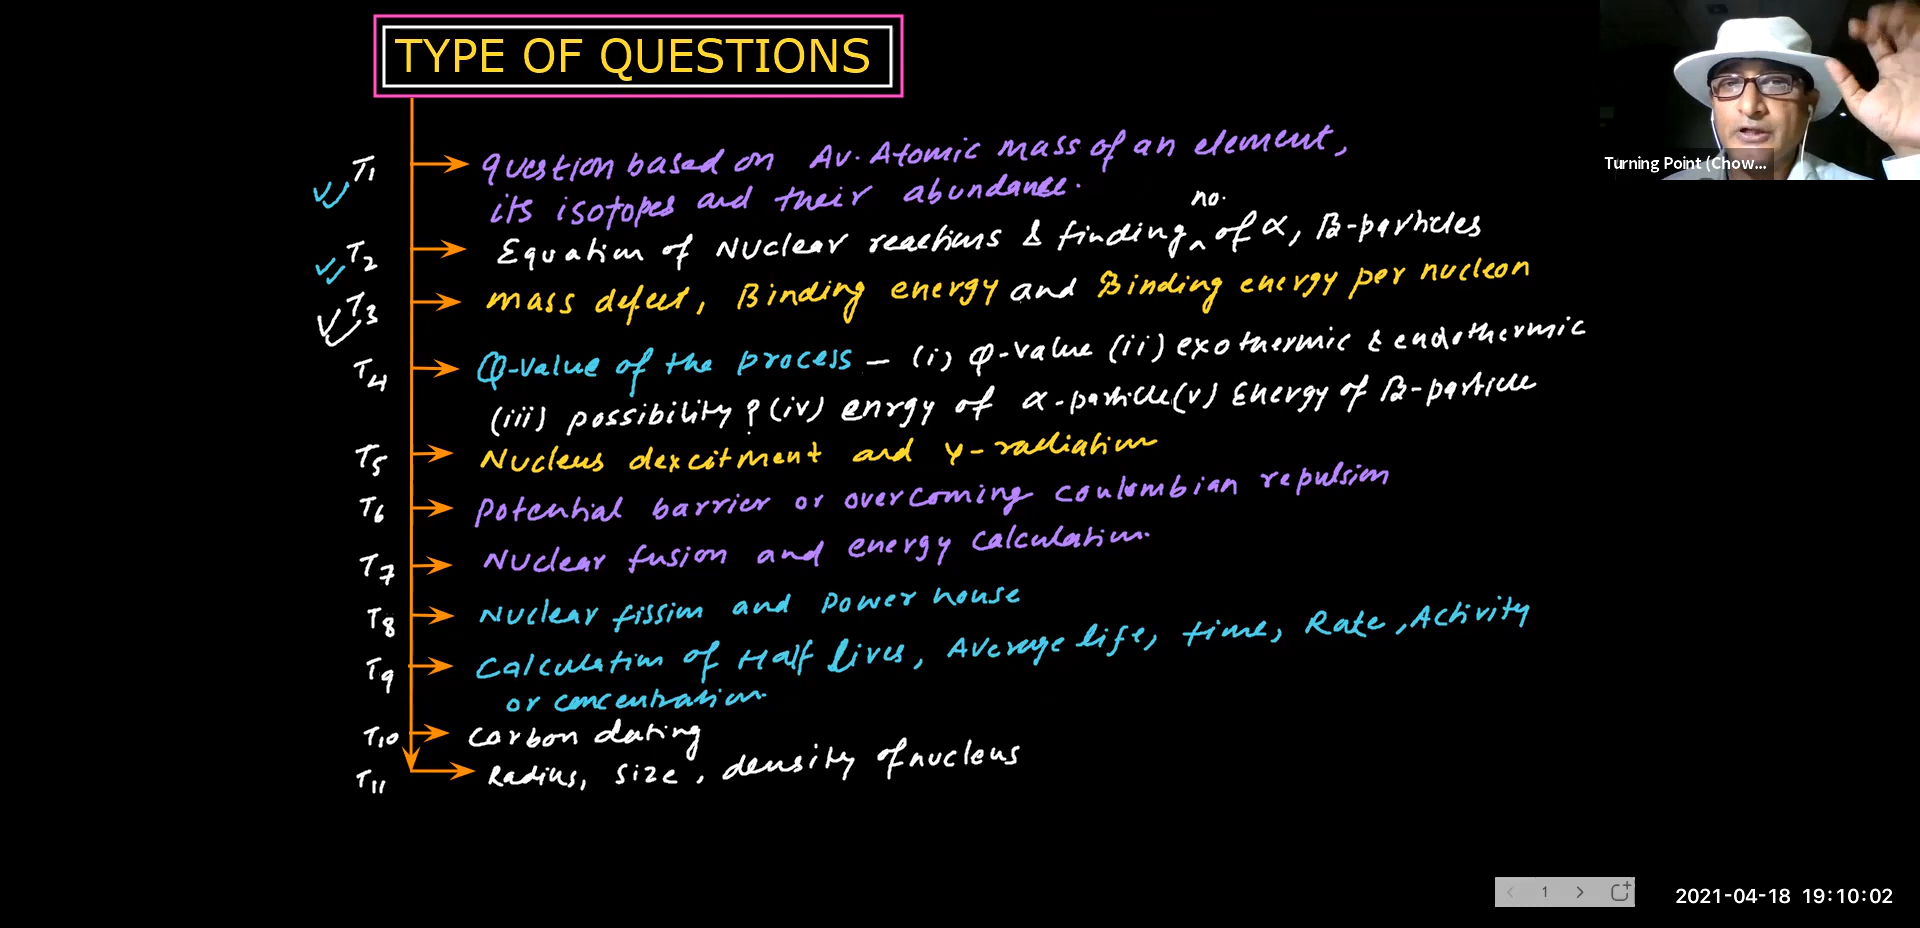 TYPE OF QUESTIONS
Turning Point (Chow...
T1 question based on Av. Atomic mass of an element,
its isotopes and their abundance.
no.
T2 Equation of Nuclear reactions & finding ^ of α, β-particles
T3 mass defect, Binding energy and Binding energy per nucleon
T4 Q-value of the process – (i) Q-value (ii) exothermic & endothermic
(iii) possibility? (iv) enrgy of α-particle (v) Energy of β-particle
T5 Nucleus dexcitment and γ-radiation
T6 potential barrier or overcoming coulombian repulsion
T7 Nuclear fusion and energy calculation.
T8 Nuclear fission and power house
T9 Calculation of Half lives, Average life, time, Rate, Activity
or concentration.
T10 Carbon dating
T11 Radius, size, density of nucleus
1
2021-04-18 19:10:02